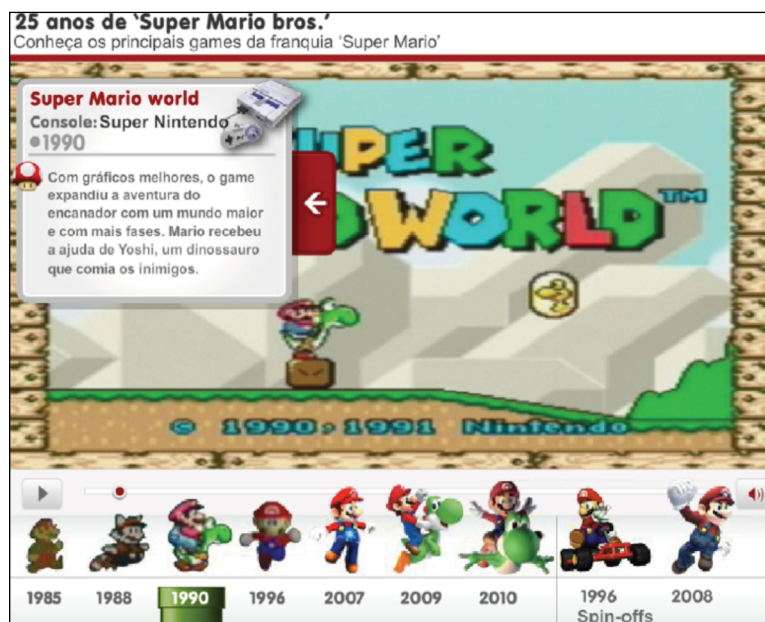 25 anos de 'Super Mario bros.'
Conheça os principais games da franquia 'Super Mario'
Super Mario world
Console: Super Nintendo
1990
Com gráficos melhores, o game
expandiu a aventura do
encanador com um mundo maior
e com mais fases. Mario recebeu
a ajuda de Yoshi, um dinossauro
que comia os inimigos.
UPER
WORLD™
© 1990, 1991 Nintendo
1985 1988 1990 1996 2007 2009 2010 1996 2008
Spin-offs